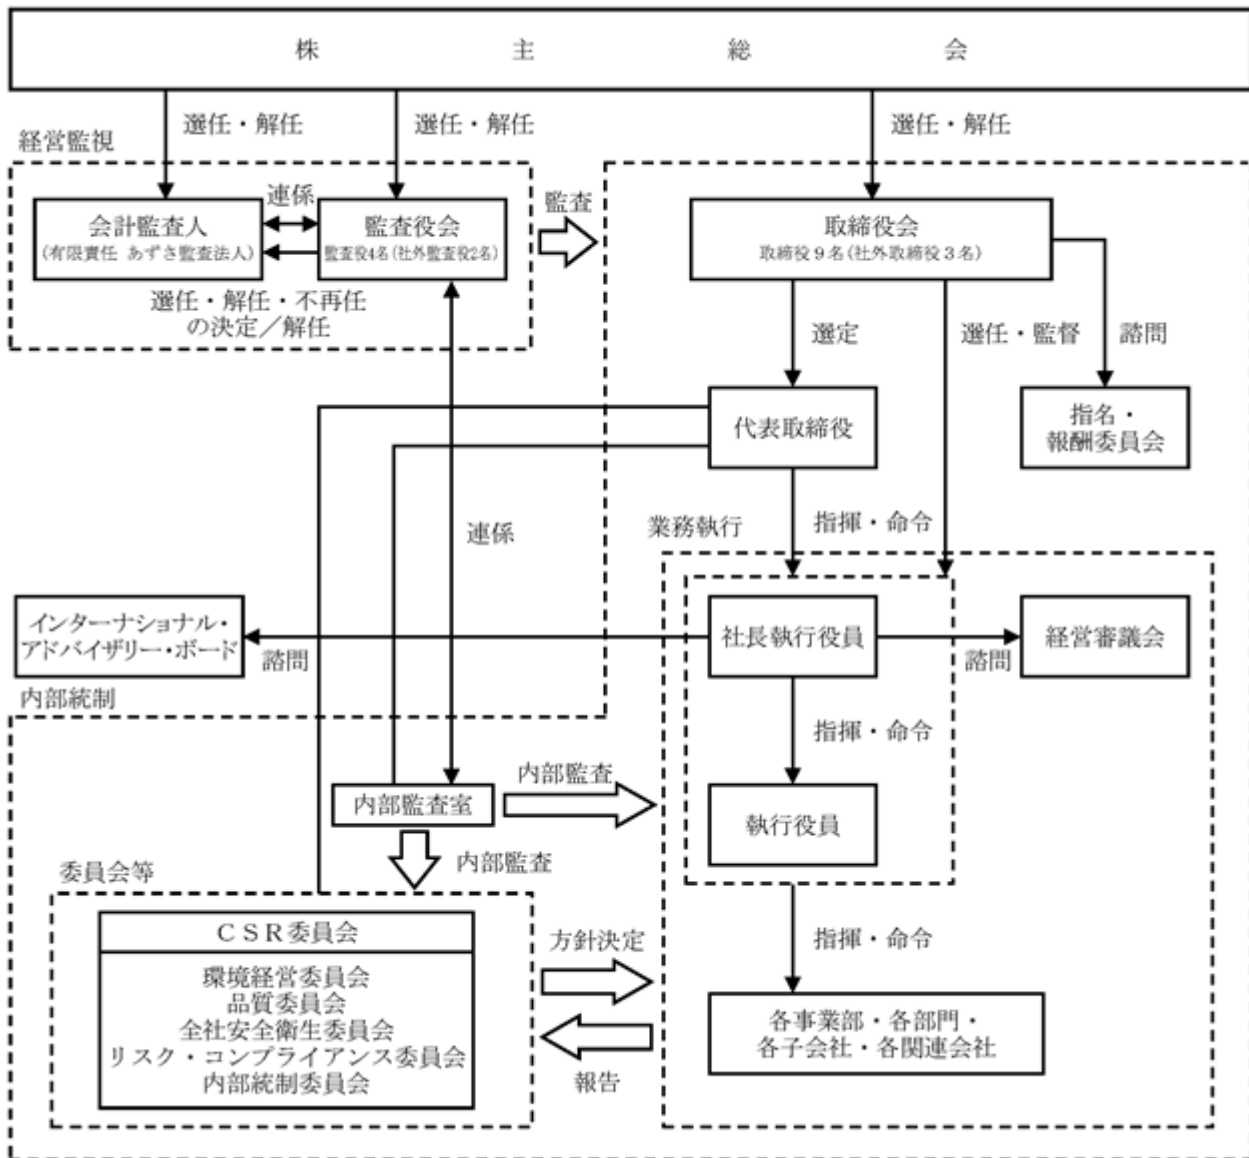 株主総会
選任・解任
選任・解任
選任・解任
経営監視
会計監査人
(有限責任 あずさ監査法人)
連係
監査役会
監査役4名(社外監査役2名)
監査
取締役会
取締役9名(社外取締役3名)
選任・解任・不再任
の決定／解任
選定
選任・監督
諮問
代表取締役
指名・
報酬委員会
連係
業務執行
指揮・命令
インターナショナル・
アドバイザリー・ボード
諮問
社長執行役員
諮問
経営審議会
内部統制
指揮・命令
内部監査室
内部監査
執行役員
内部監査
委員会等
CSR委員会
環境経営委員会
品質委員会
全社安全衛生委員会
リスク・コンプライアンス委員会
内部統制委員会
方針決定
報告
指揮・命令
各事業部・各部門・
各子会社・各関連会社